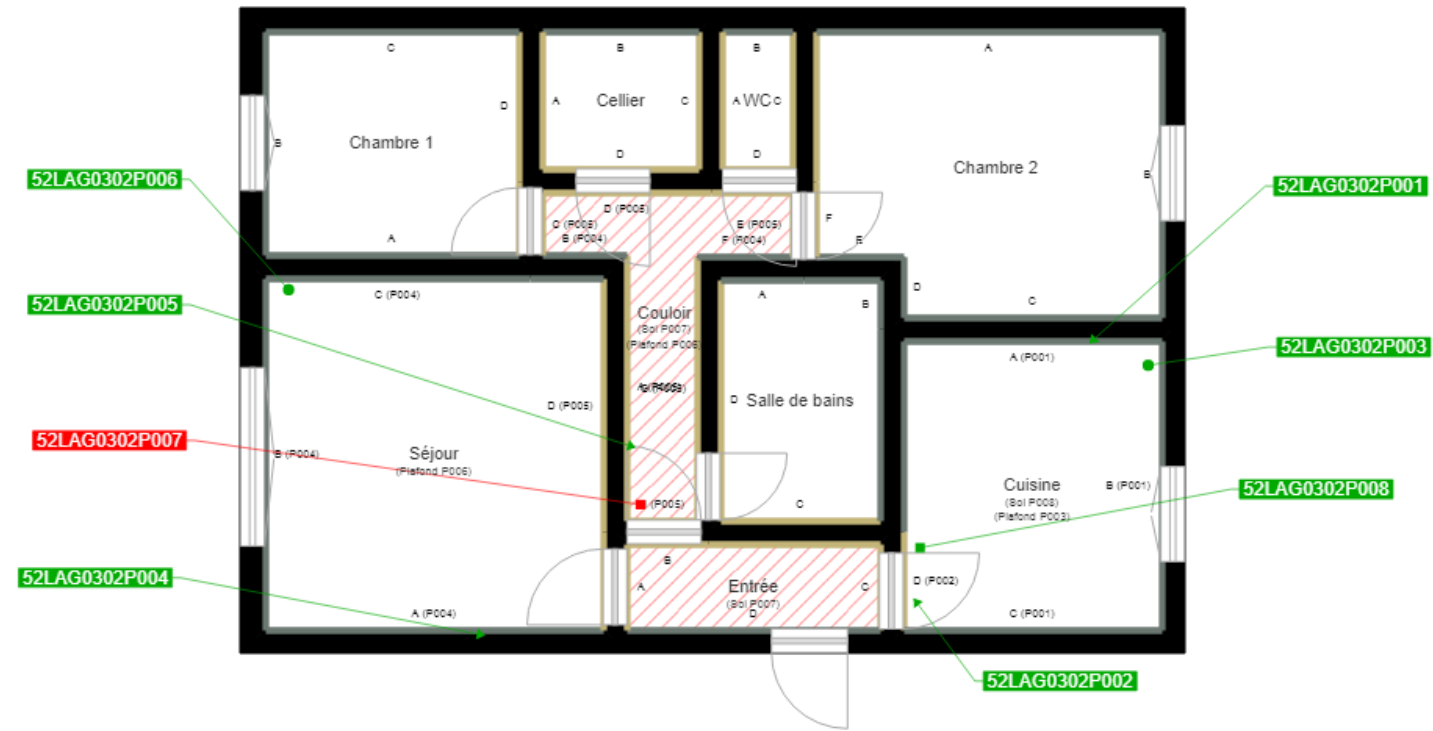 C
B
B
A
D
A
Cellier
C
A
WC
C
Chambre 1
B
D
D
Chambre 2
B
A
52LAG0302P006
52LAG0302P001
D (P005)
C (P005)
B (P004)
E (P005)
F (P004)
F
E
D
C
52LAG0302P005
C (P004)
A
B
Couloir
(Sol P007)
(Plafond P006)
52LAG0302P003
A (P001)
D (P005)
D
Salle de bains
52LAG0302P007
Séjour
(Plafond P006)
B (P004)
Cuisine
(Sol P008)
(Plafond P003)
B (P001)
52LAG0302P008
(P005)
C
52LAG0302P004
A (P004)
B
A
Entrée
(Sol P007)
D
C
D (P002)
C (P001)
52LAG0302P002